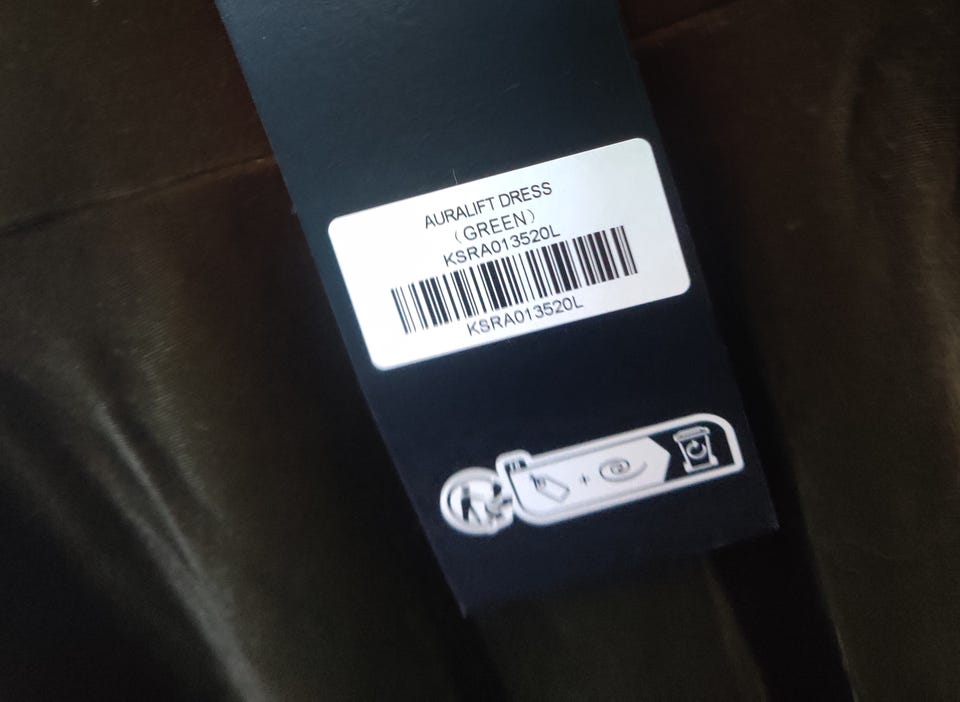 AURALIFT DRESS
（GREEN）
KSRA013520L
KSRA013520L